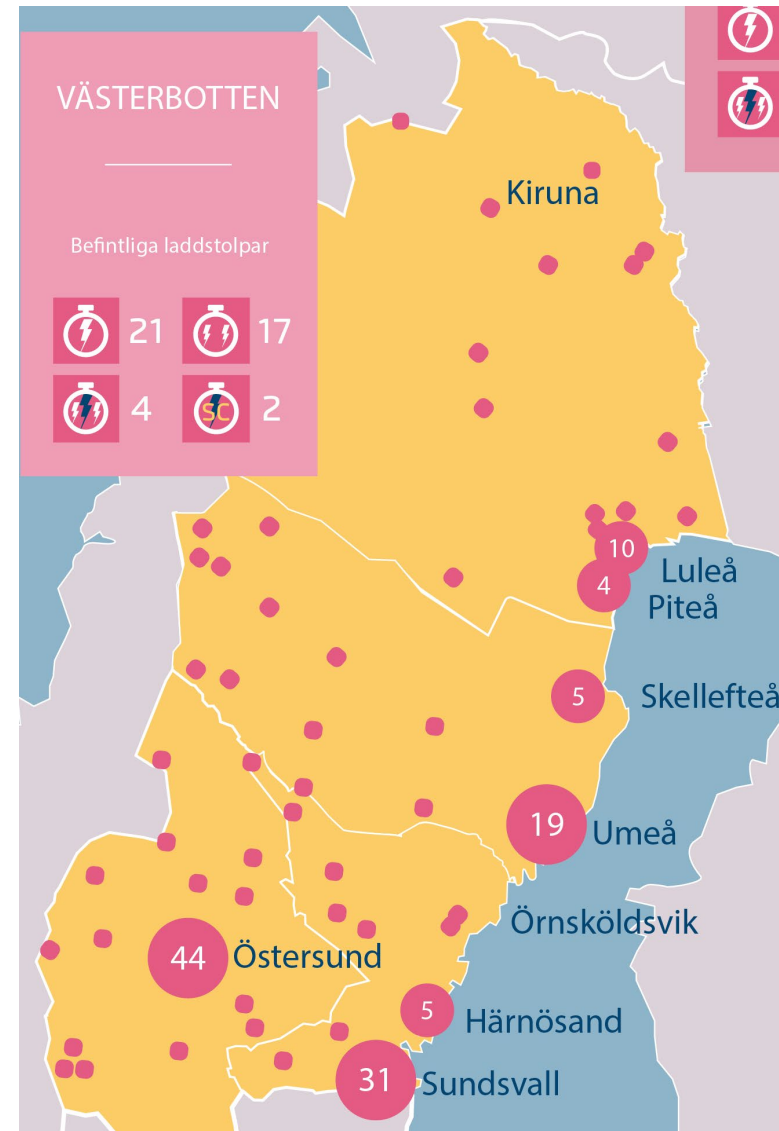 VÄSTERBOTTEN
Befintliga laddstolpar
21
17
4
SC
2
Kiruna
10
Luleå
4
Piteå
5
Skellefteå
19
Umeå
Örnsköldsvik
44
Östersund
5
Härnösand
31
Sundsvall